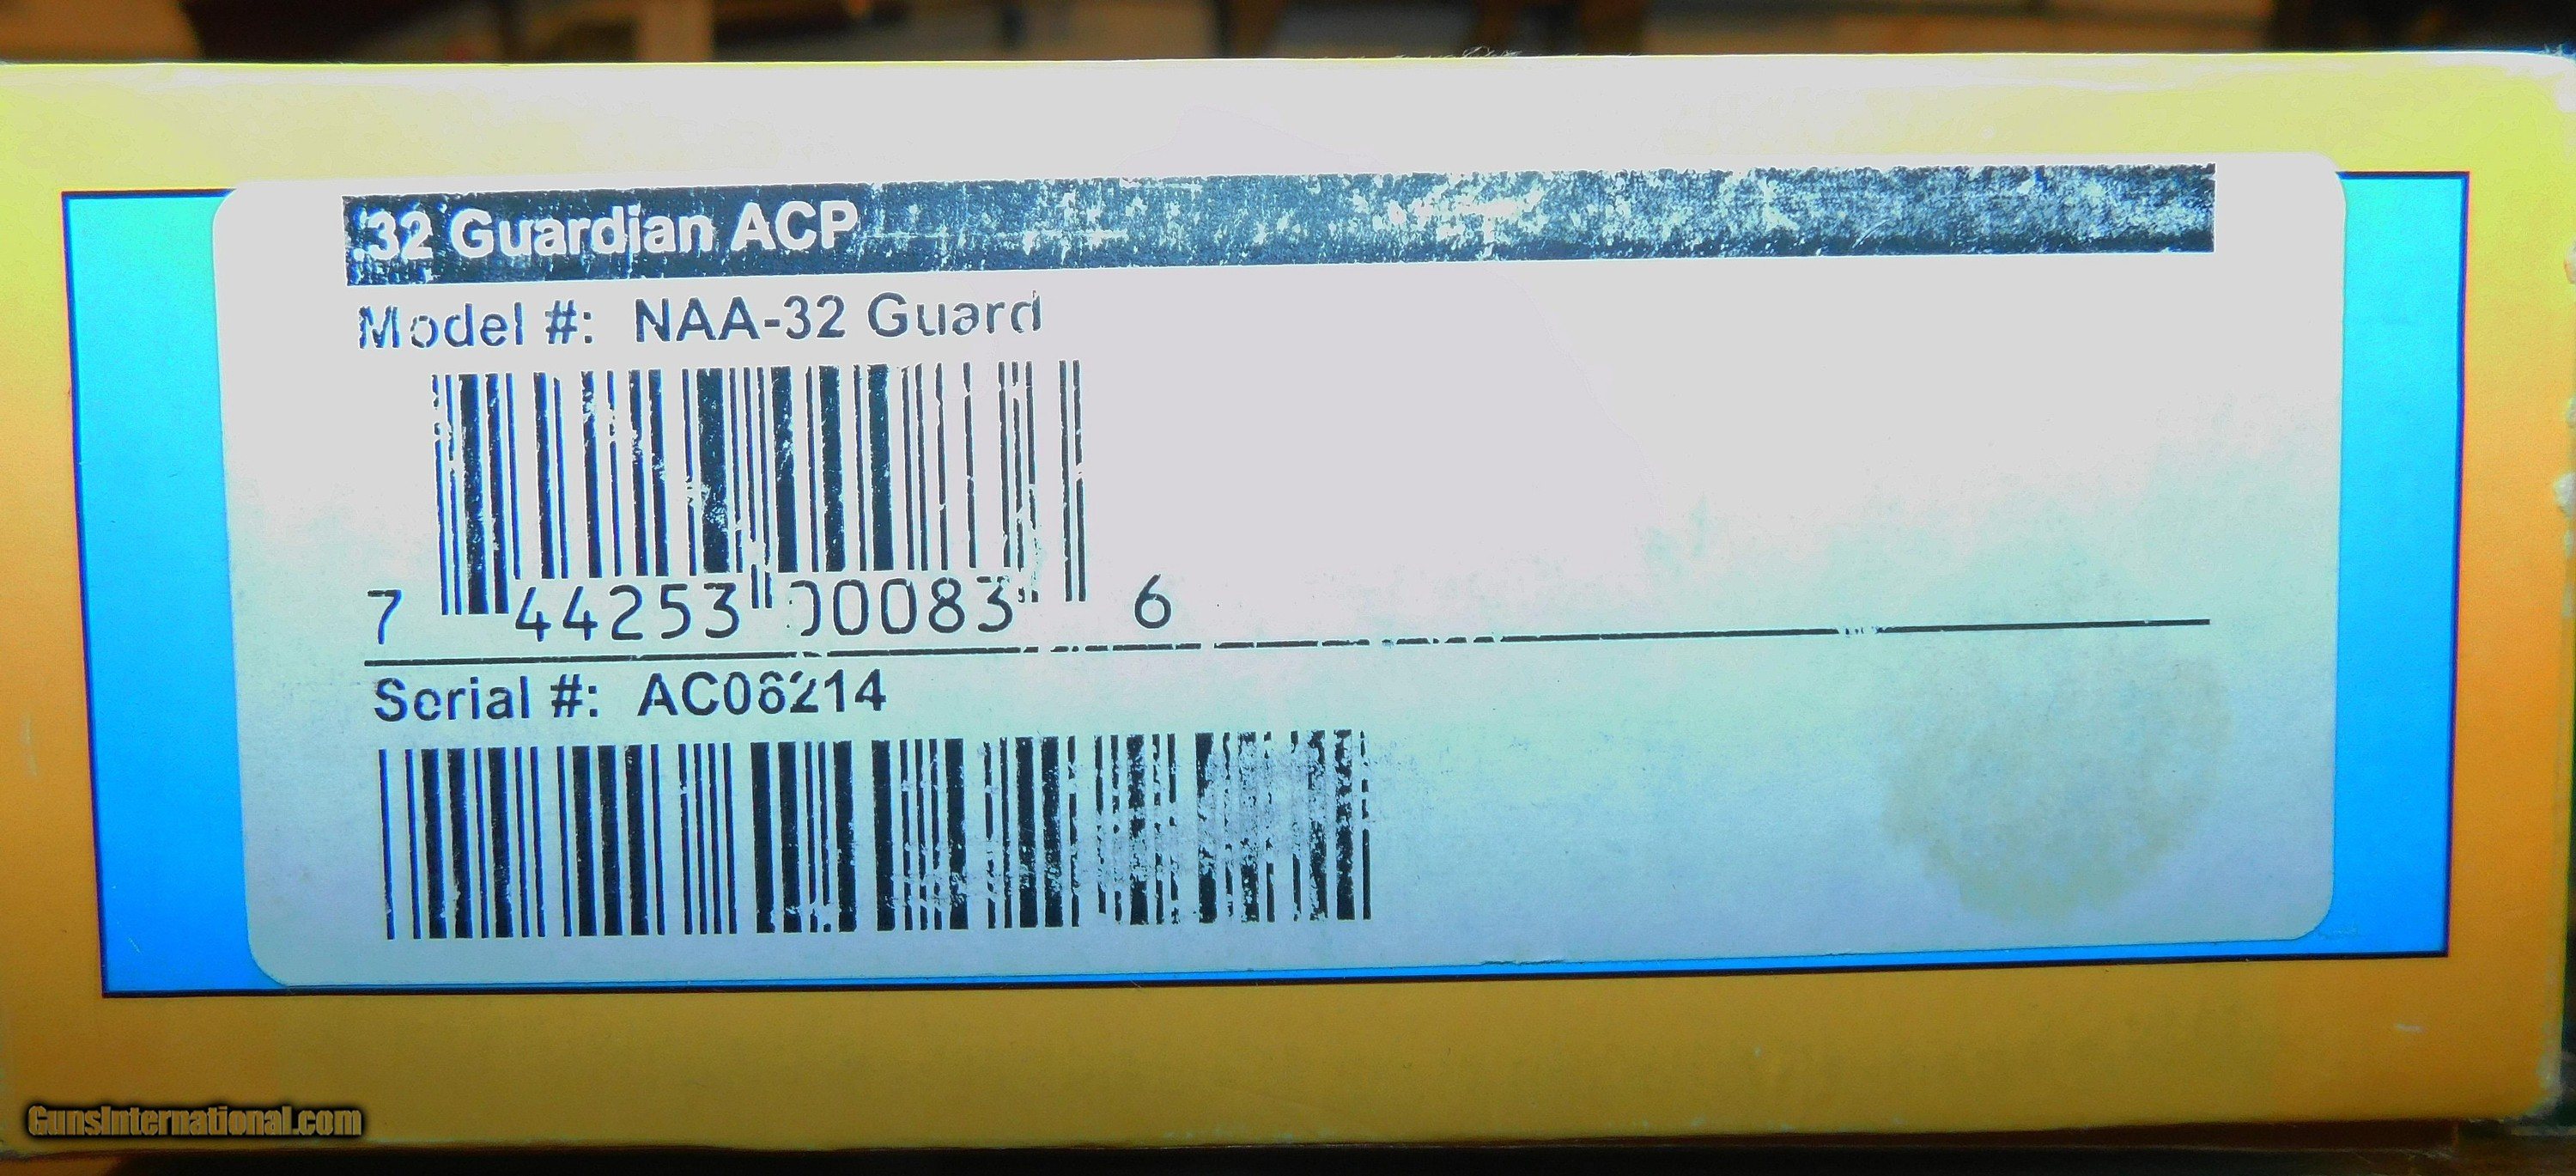 .32 Guardian ACP
Model #: NAA-32 Guard
7 44253 00083 6
Serial #: AC06214
GunsInternational.com